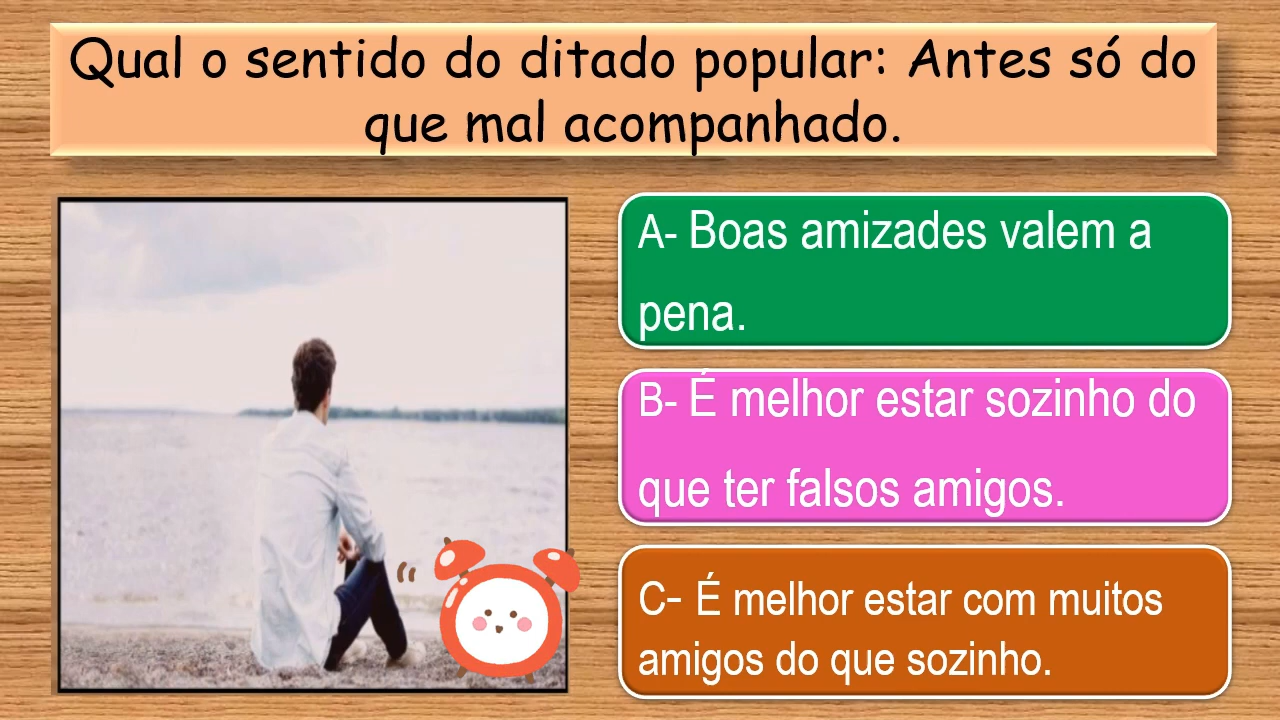 Qual o sentido do ditado popular: Antes só do
que mal acompanhado.
A- Boas amizades valem a
pena.
B- É melhor estar sozinho do
que ter falsos amigos.
C- É melhor estar com muitos
amigos do que sozinho.